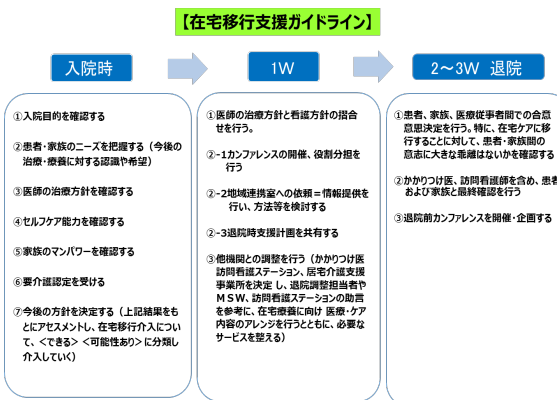 【在宅移行支援ガイドライン】
入院時
1W
2～3W 退院
①入院目的を確認する
②患者・家族のニーズを把握する（今後の
治療・療養に対する認識や希望）
③医師の治療方針を確認する
④セルフケア能力を確認する
⑤家族のマンパワーを確認する
⑥要介護認定を受ける
⑦今後の方針を決定する（上記結果をも
とにアセスメントし、在宅移行介入につい
て、＜できる＞ ＜可能性あり＞に分類し
介入していく）
①医師の治療方針と看護方針の摺合
せを行う。
②-1カンファレンスの開催、役割分担を
行う
②-2地域連携室への依頼＝情報提供を
行い、方法等を検討する
②-3退院時支援計画を共有する
③他機関との調整を行う（かかりつけ医
訪問看護ステーション、居宅介護支援
事業所を決定 し、退院調整担当者や
ＭＳＷ、訪問看護ステーションの助言
を参考に、在宅療養に向け 医療・ケア
内容のアレンジを行うとともに、必要な
サービスを整える）
①患者、家族、医療従事者間での合意
意思決定を行う。特に、在宅ケアに移
行することに対して、患者・家族間の
意志に大きな乖離はないかを確認する
②かかりつけ医、訪問看護師を含め、患者
および家族と最終確認を行う
③退院前カンファレンスを開催・企画する